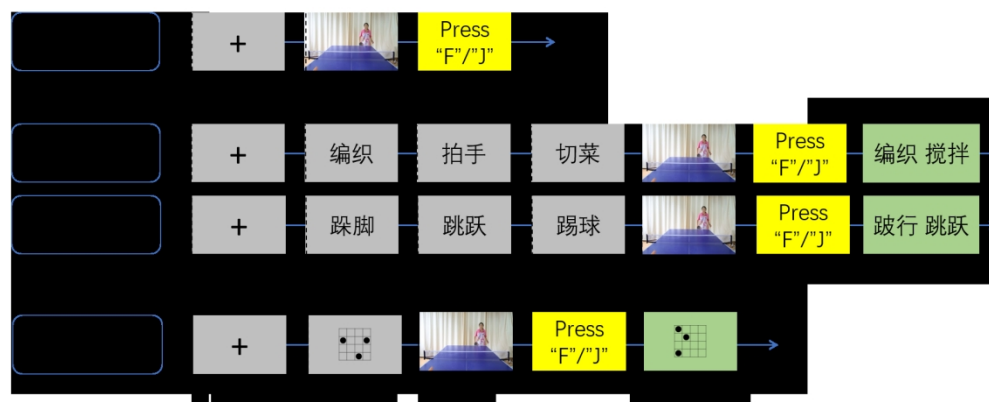 +
Press
“F”/”J”
+
编织
拍手
切菜
Press
“F”/”J”
编织 搅拌
+
跺脚
跳跃
踢球
Press
“F”/”J”
跛行 跳跃
+
Press
“F”/”J”